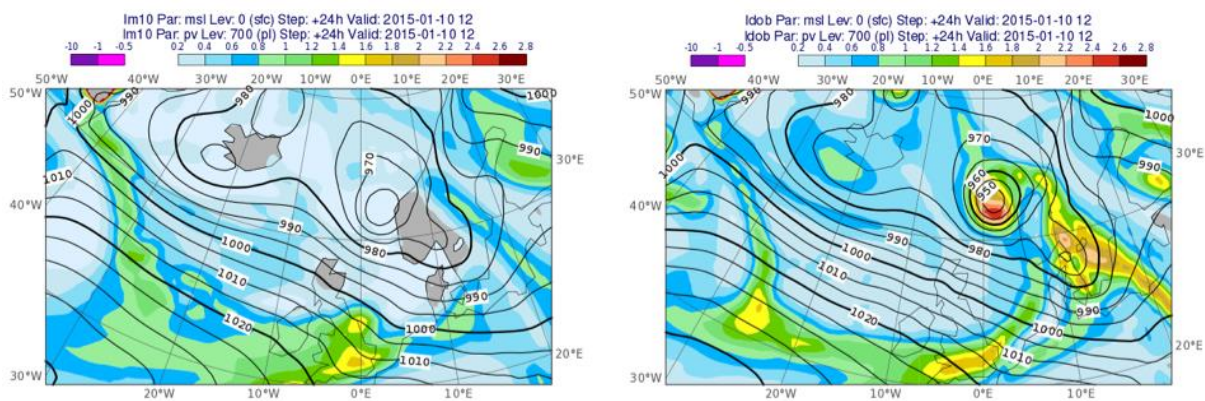 Im10 Par: msl Lev: 0 (sfc) Step: +24h Valid: 2015-01-10 12
Im10 Par: pv Lev: 700 (pl) Step: +24h Valid: 2015-01-10 12
-10 -1 -0.5 0.2 0.4 0.6 0.8 1 1.2 1.4 1.6 1.8 2 2.2 2.4 2.6 2.8
50°W 40°W 30°W 20°W 10°W 0°E 10°E 20°E 30°E
1000 990 980 1000
990
970
30°E
1010
40°W
990
980
1000
1010
990
1020
1000
1010
20°E
30°W
20°W 10°W 0°E 10°E
Idob Par: msl Lev: 0 (sfc) Step: +24h Valid: 2015-01-10 12
Idob Par: pv Lev: 700 (pl) Step: +24h Valid: 2015-01-10 12
-10 -1 -0.5 0.2 0.4 0.6 0.8 1 1.2 1.4 1.6 1.8 2 2.2 2.4 2.6 2.8
50°W 40°W 30°W 20°W 10°W 0°E 10°E 20°E 30°E
990 980 990
1000
970
990
1000
30°E
960
950
40°W
990
980
1000
1010
990
1020
1000
1010
20°E
30°W
20°W 10°W 0°E 10°E